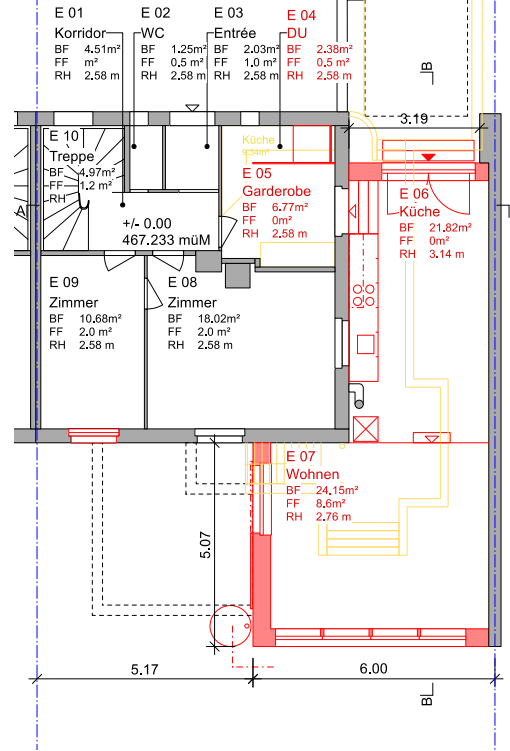 E 01
Korridor
BF 4.51m²
FF m²
RH 2.58 m
E 02
WC
BF 1.25m²
FF 0.5 m²
RH 2.58 m
E 03
Entrée
BF 2.03m²
FF 1.0 m²
RH 2.58 m
E 04
DU
BF 2.38m²
FF 0.5 m²
RH 2.58 m
B
3.19
E 10
Treppe
BF 4.97m²
FF 1.2 m²
RH
A
Küche
E 05
Garderobe
BF 6.77m²
FF 0m²
RH 2.58 m
E 06
Küche
BF 21.82m²
FF 0m²
RH 3.14 m
+/- 0.00
467.233 müM
E 09
Zimmer
BF 10.68m²
FF 2.0 m²
RH 2.58 m
E 08
Zimmer
BF 18.02m²
FF 2.0 m²
RH 2.58 m
E 07
Wohnen
BF 24.15m²
FF 8.6m²
RH 2.76 m
5.07
5.17
6.00
B